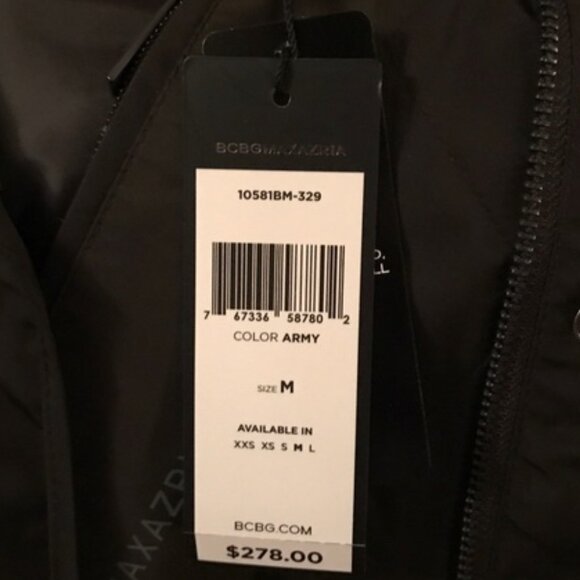 BCBGMAXAZRIA
10581BM-329
7 67336 58780 2
COLOR ARMY
SIZE M
AVAILABLE IN
XXS XS S M L
BCBG.COM
$278.00